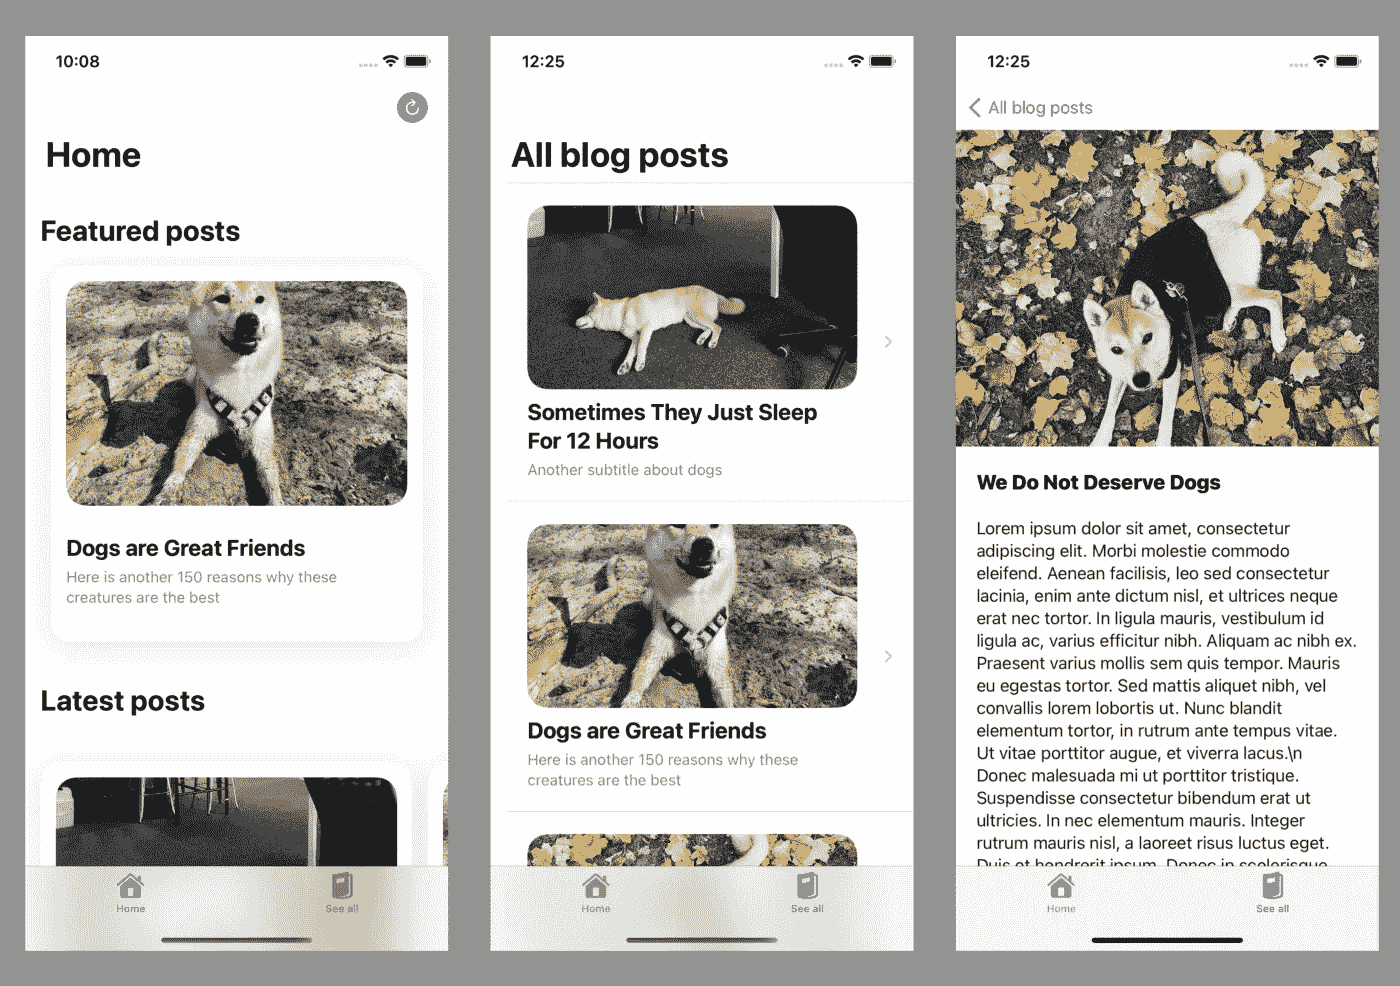 10:08
Home
Featured posts
Dogs are Great Friends
Here is another 150 reasons why these
creatures are the best
Latest posts
Home
See all
12:25
All blog posts
Sometimes They Just Sleep
For 12 Hours
Another subtitle about dogs
Dogs are Great Friends
Here is another 150 reasons why these
creatures are the best
Home
See all
12:25
All blog posts
We Do Not Deserve Dogs
Lorem ipsum dolor sit amet, consectetur
adipiscing elit. Morbi molestie commodo
eleifend. Aenean facilisis, leo sed consectetur
lacinia, enim ante dictum nisl, et ultrices neque
erat nec tortor. In ligula mauris, vestibulum id
ligula ac, varius efficitur nibh. Aliquam ac nibh ex.
Praesent varius mollis sem quis tempor. Mauris
eu egestas tortor. Sed mattis aliquet nibh, vel
convallis lorem lobortis ut. Nunc blandit
elementum tortor, in rutrum ante tempus vitae.
Ut vitae porttitor augue, et viverra lacus.\n
Donec malesuada mi ut porttitor tristique.
Suspendisse consectetur bibendum erat ut
ultricies. In nec elementum mauris. Integer
rutrum mauris nisl, a laoreet risus luctus eget.
Duis et hendrerit ipsum. Donec in scelerisque
Home
See all